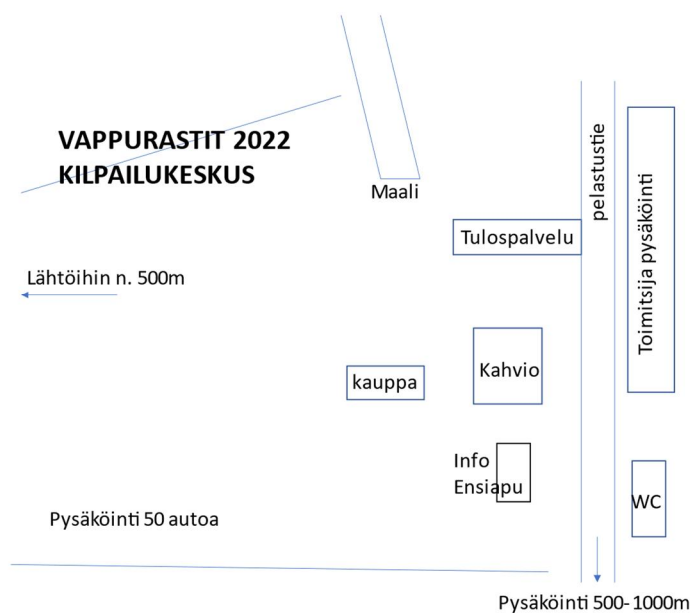 VAPPURASTIT 2022
KILPAILUKESKUS
Maali
pelastustie
Toimitsija pysäköinti
Tulospalvelu
Lähtöihin n. 500m
Kahvio
kauppa
Info
Ensiapu
WC
Pysäköinti 50 autoa
Pysäköinti 500-1000m